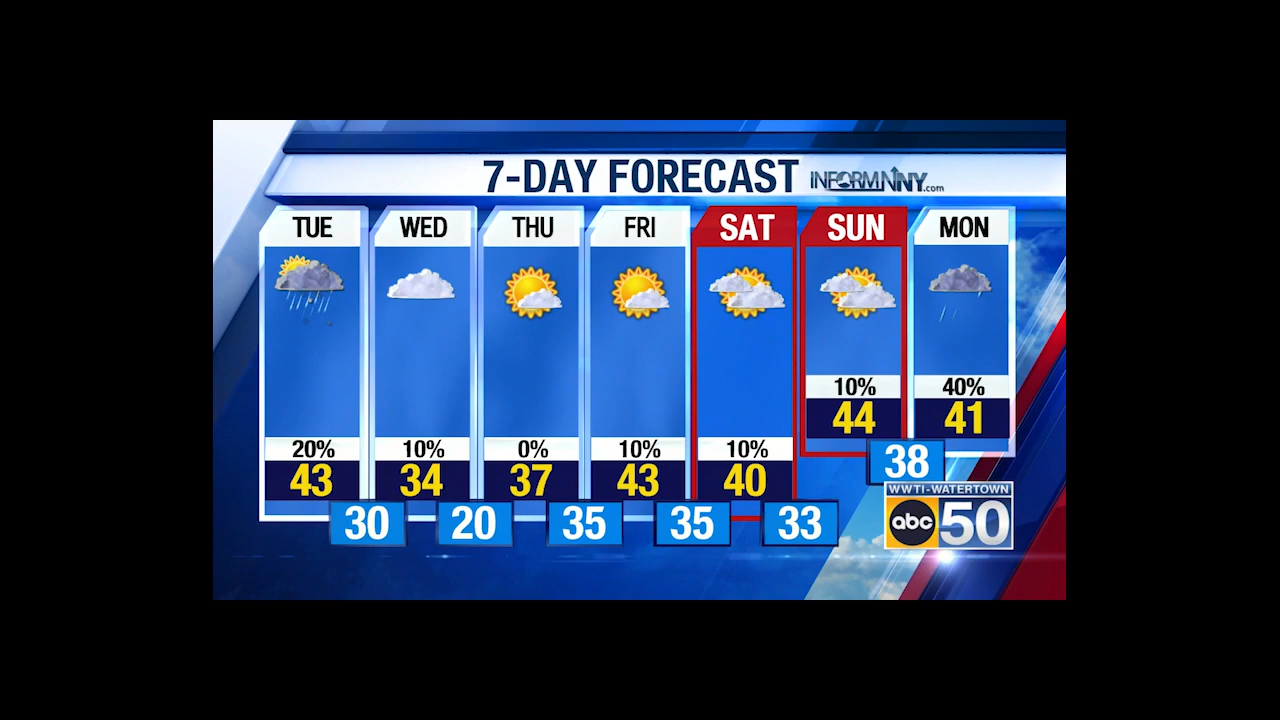 7-DAY FORECAST INFORMNNY.com
TUE WED THU FRI SAT SUN MON
10% 40%
44 41
20% 10% 0% 10% 10%
43 34 37 43 40
38
30 20 35 35 33
WWTI-WATERTOWN
abc 50